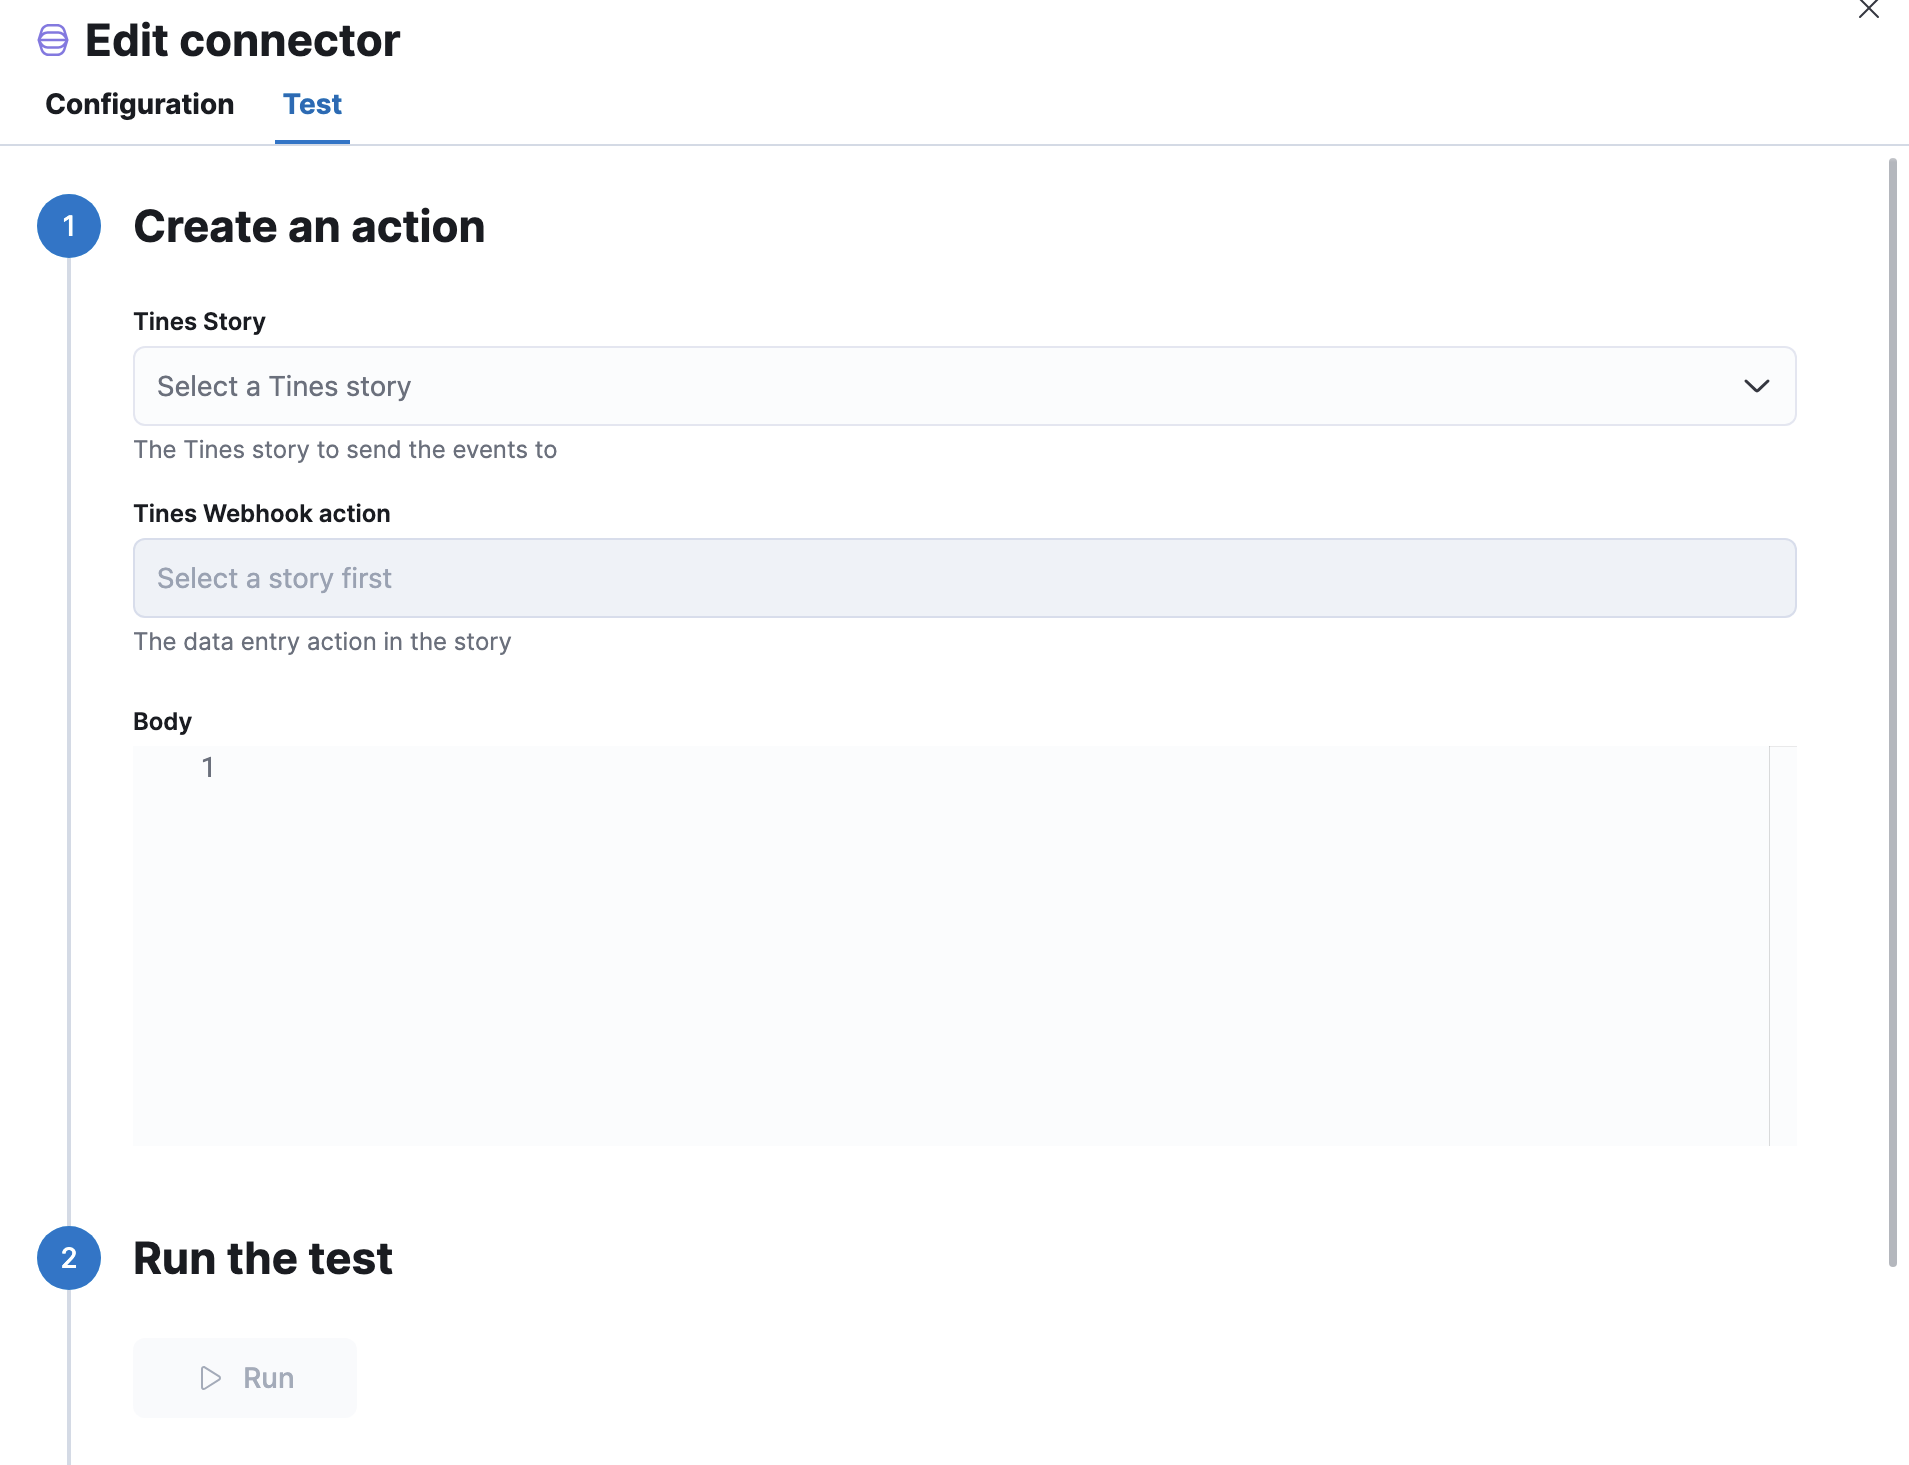 Edit connector
Configuration Test
1 Create an action
Tines Story
Select a Tines story
The Tines story to send the events to
Tines Webhook action
Select a story first
The data entry action in the story
Body
1
2 Run the test
Run